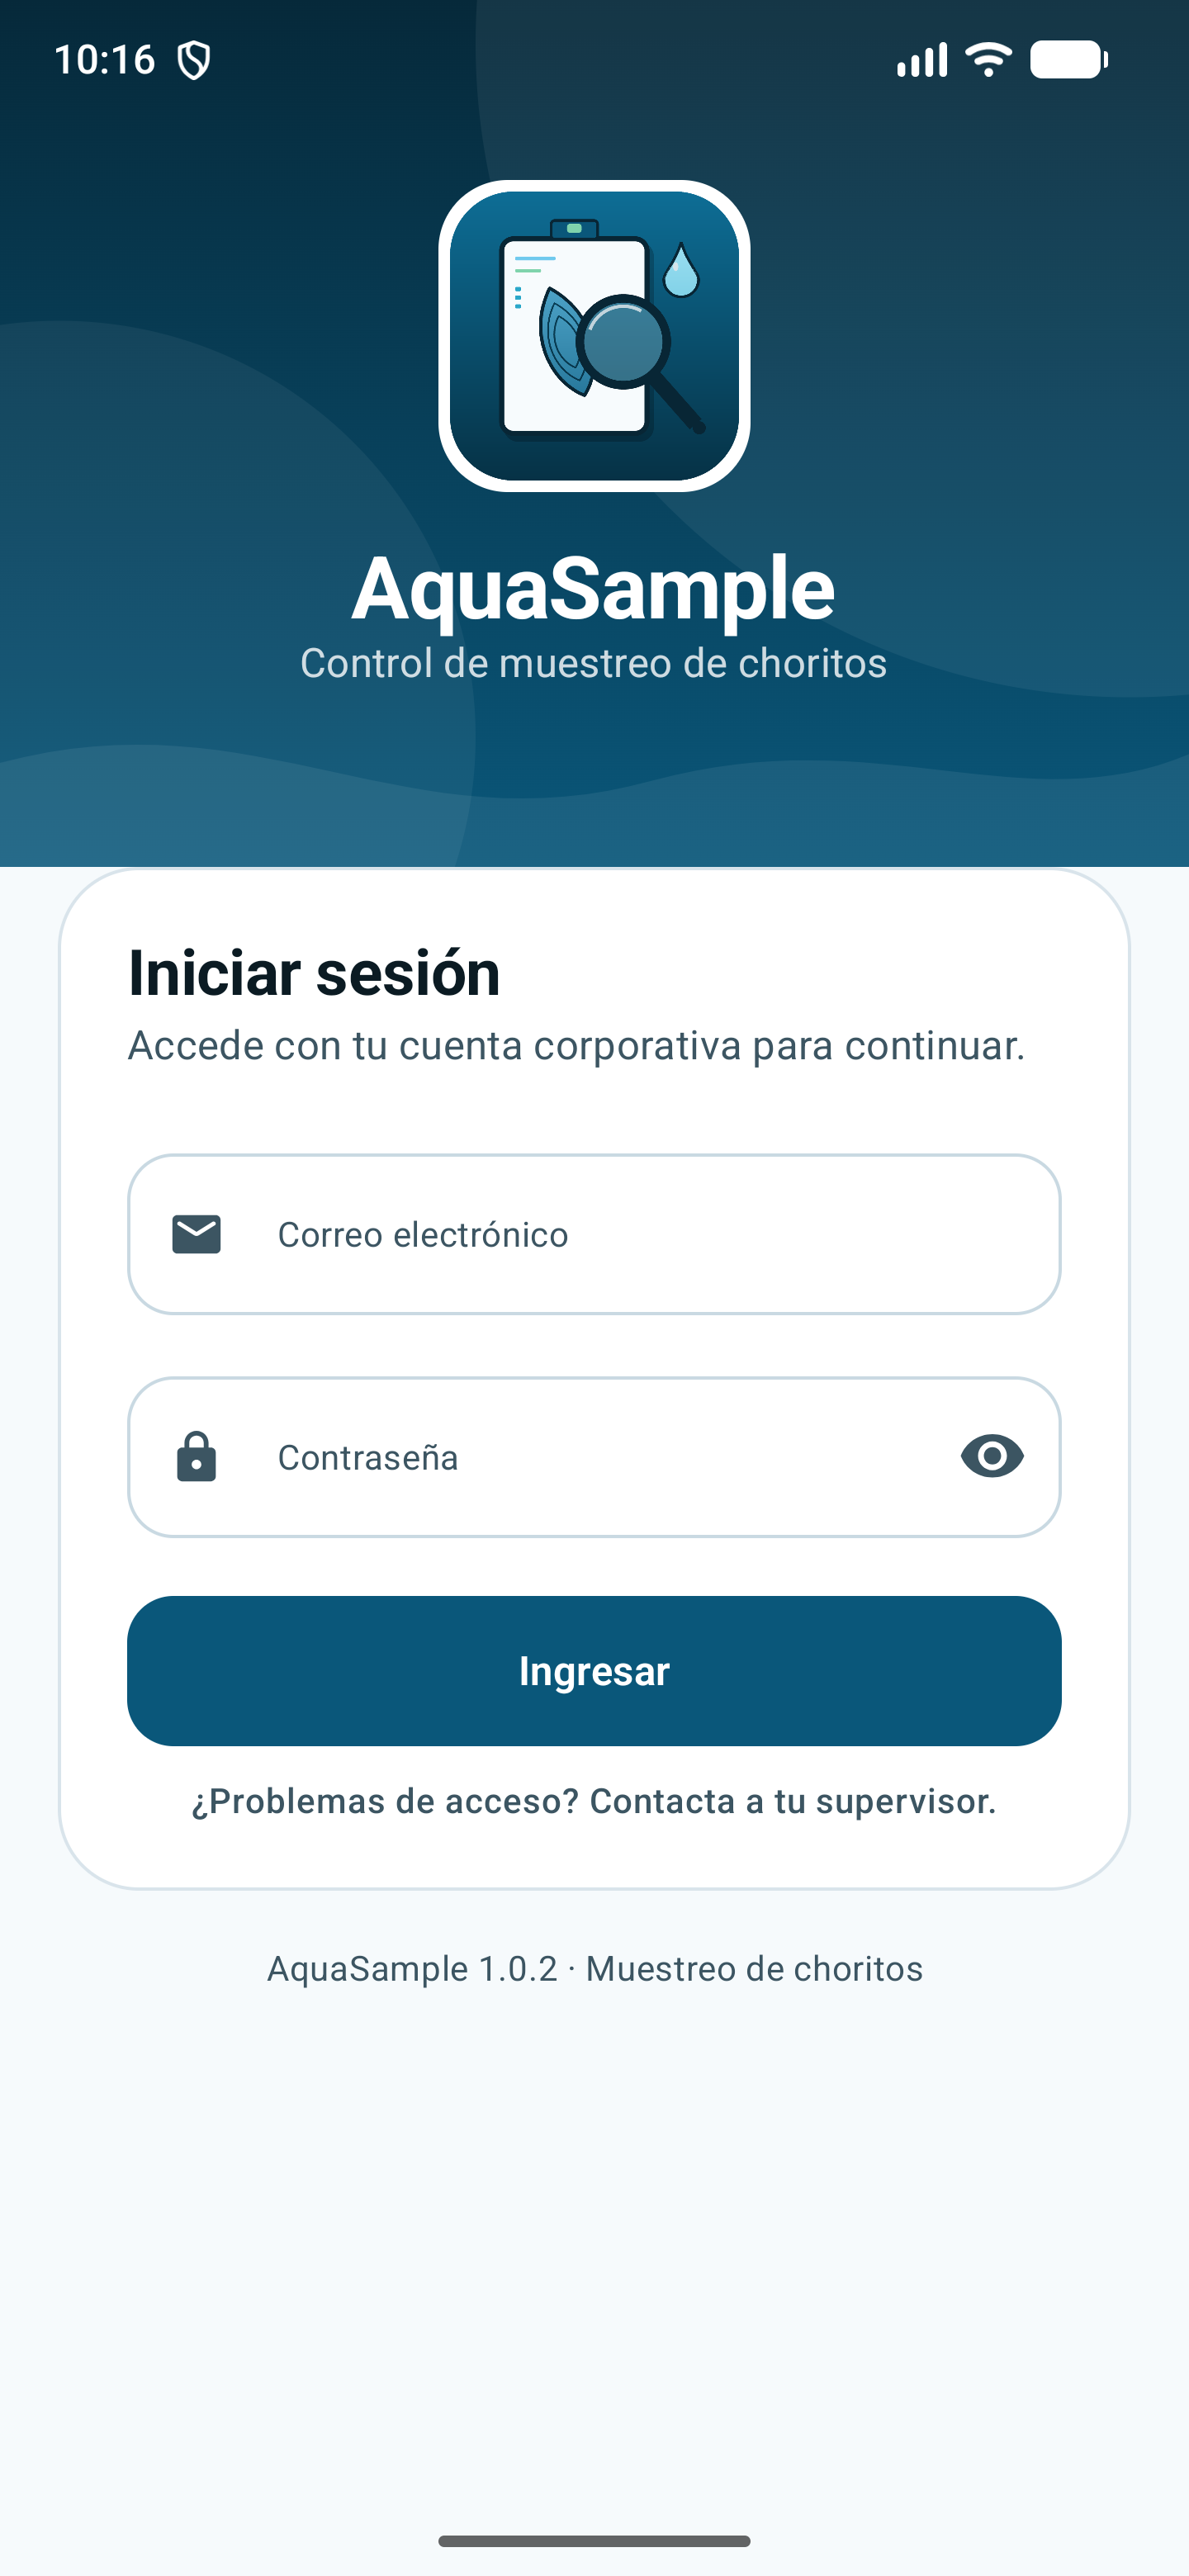 10:16
AquaSample
Control de muestreo de choritos
Iniciar sesión
Accede con tu cuenta corporativa para continuar.
Correo electrónico
Contraseña
Ingresar
¿Problemas de acceso? Contacta a tu supervisor.
AquaSample 1.0.2 · Muestreo de choritos